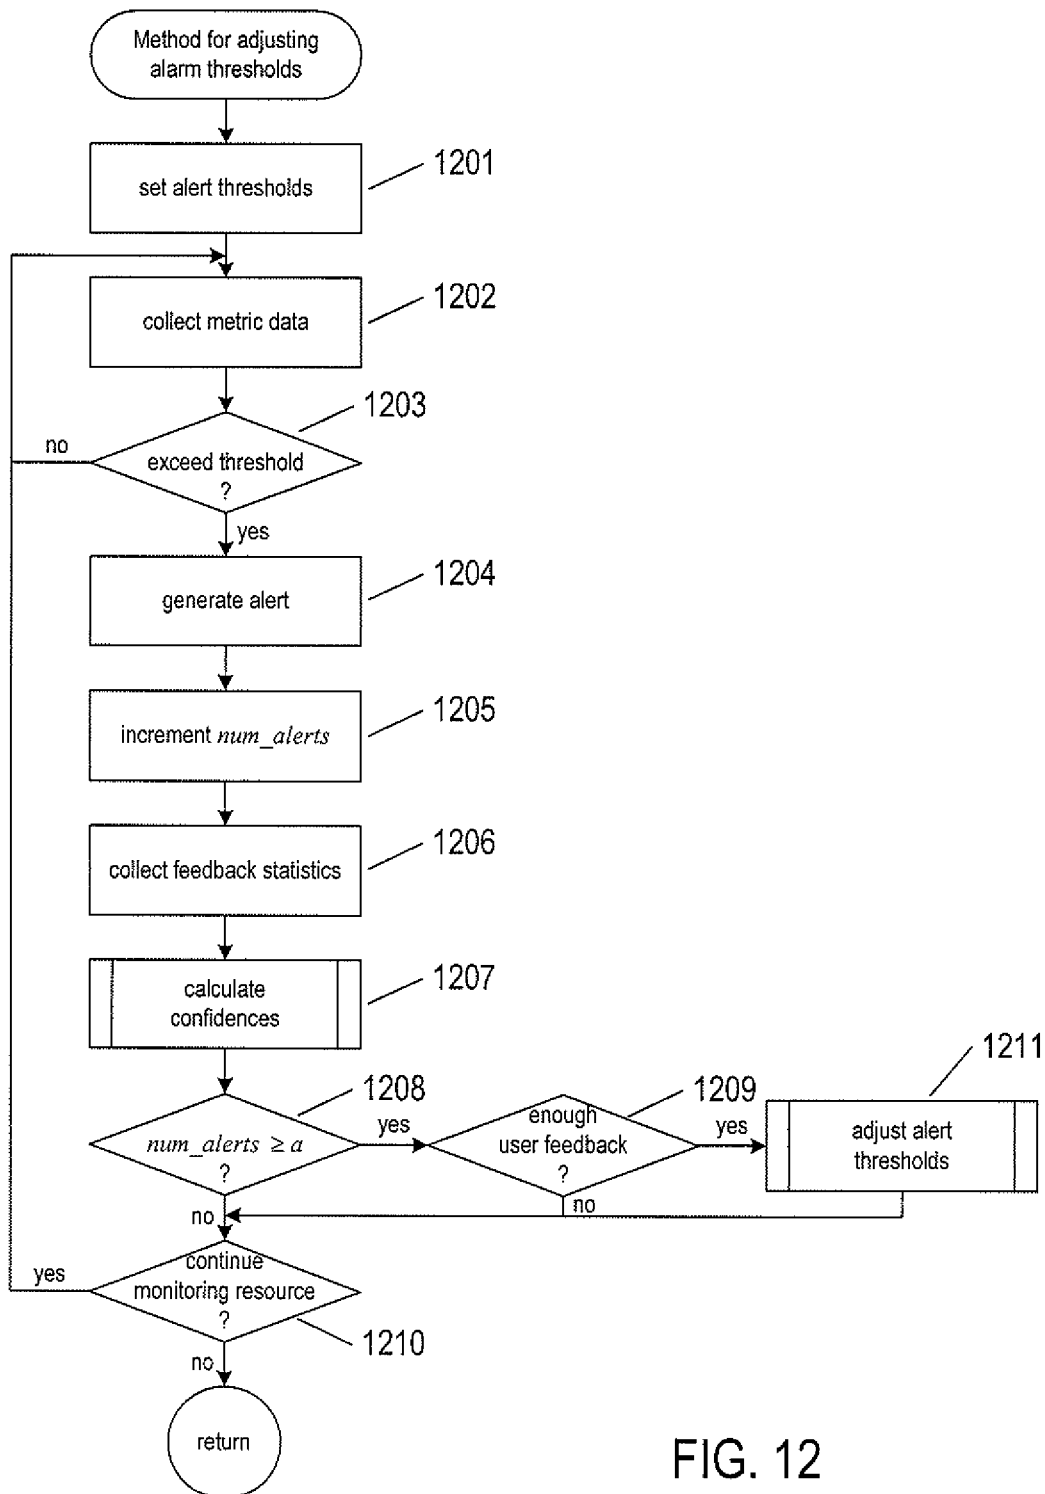 Method for adjusting
alarm thresholds
1201
set alert thresholds
1202
collect metric data
1203
no
exceed threshold
?
yes
1204
generate alert
1205
increment num_alerts
1206
collect feedback statistics
1207
calculate
confidences
1208
num_alerts ≥ a
?
yes
1209
enough
user feedback
?
yes
1211
adjust alert
thresholds
no
no
yes
continue
monitoring resource
?
1210
no
return
FIG. 12